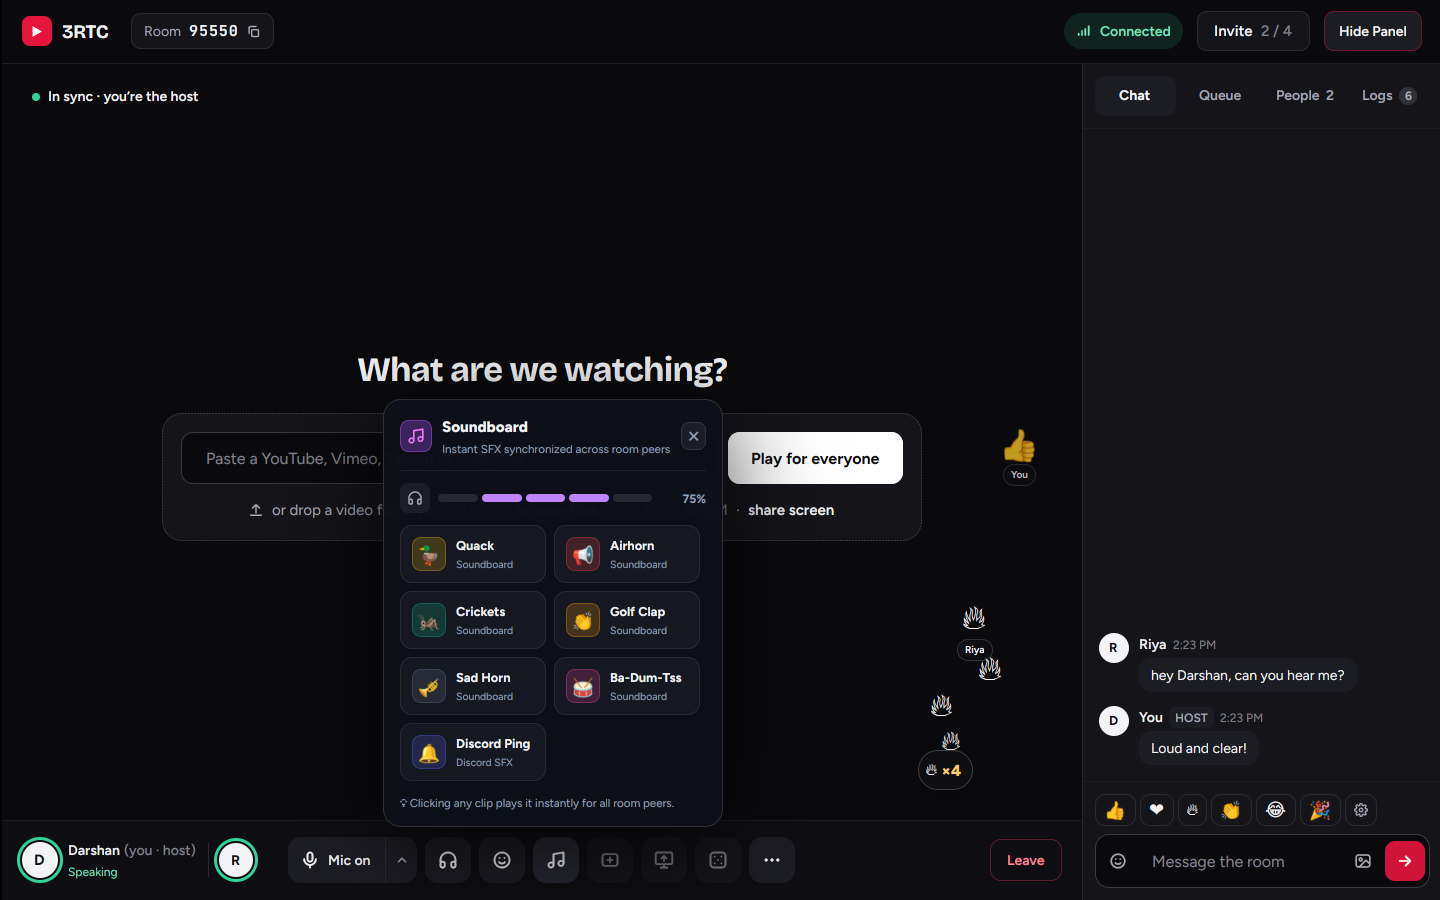 3RTC
Room 95550
Connected
Invite 2 / 4
Hide Panel
In sync · you’re the host
Chat
Queue
People 2
Logs 6
What are we watching?
Paste a YouTube, Vimeo,
Play for everyone
or drop a video f
· share screen
Soundboard
Instant SFX synchronized across room peers
75%
Quack
Soundboard
Airhorn
Soundboard
Crickets
Soundboard
Golf Clap
Soundboard
Sad Horn
Soundboard
Ba-Dum-Tss
Soundboard
Discord Ping
Discord SFX
Clicking any clip plays it instantly for all room peers.
You
Riya
×4
R
Riya 2:23 PM
hey Darshan, can you hear me?
D
You HOST 2:23 PM
Loud and clear!
D
Darshan (you · host)
Speaking
R
Mic on
Leave
Message the room